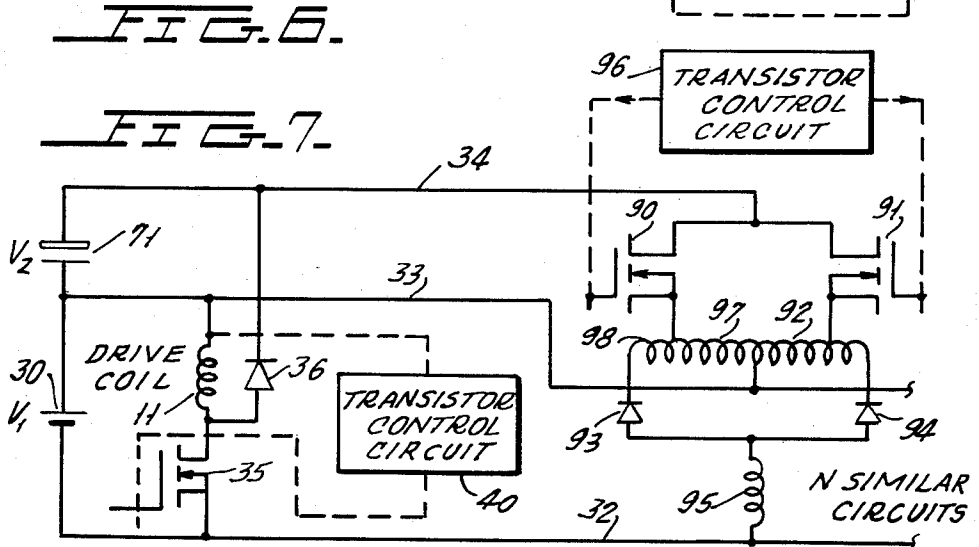 FIG. 6.
FIG. 7.
96
TRANSISTOR
CONTROL
CIRCUIT
34
90
91
71
V2
33
97
92
98
DRIVE
COIL
36
30
11
V1
TRANSISTOR
CONTROL
CIRCUIT
93
94
35
40
32
95
N SIMILAR
CIRCUITS